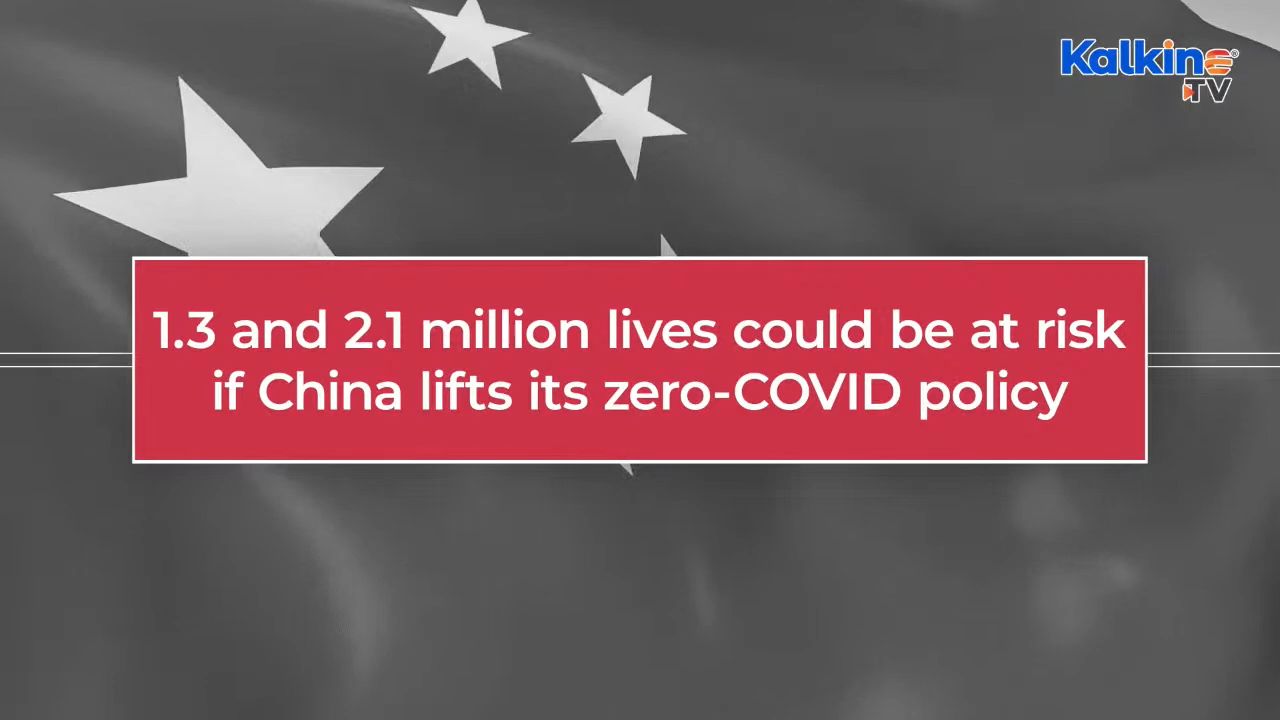 Kalkine
TV
1.3 and 2.1 million lives could be at risk
if China lifts its zero-COVID policy